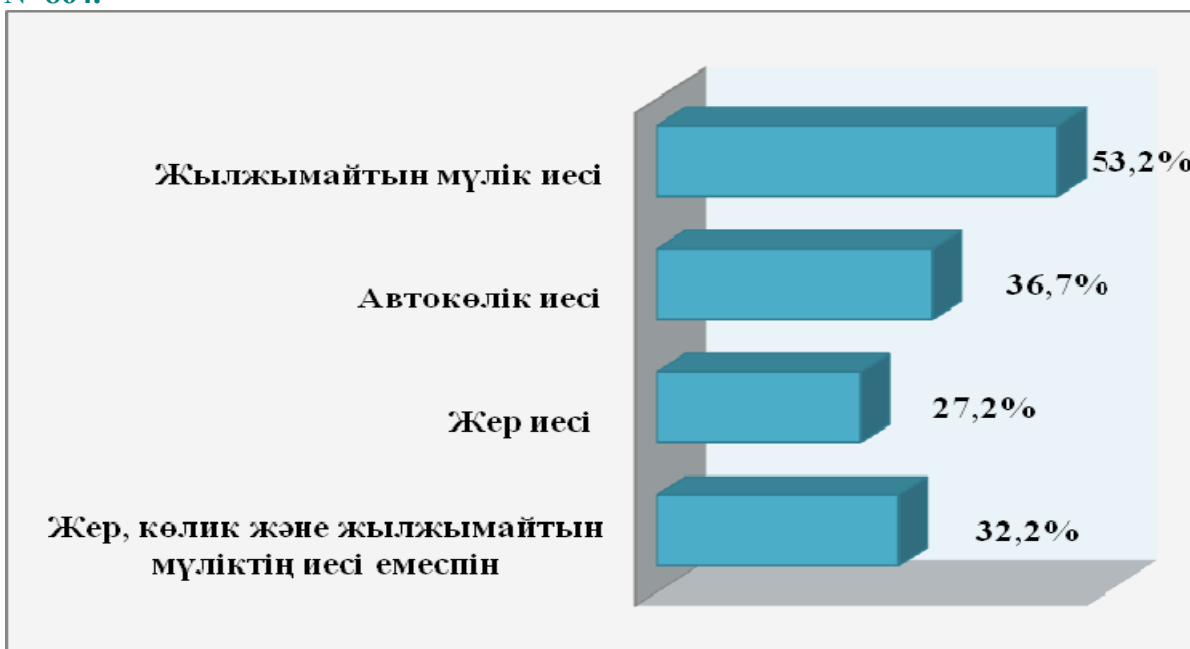 Жылжымайтын мүлік иесі
53,2%
Автокөлік иесі
36,7%
Жер иесі
27,2%
Жер, көлик және жылжымайтын
мүліктің иесі емеспін
32,2%